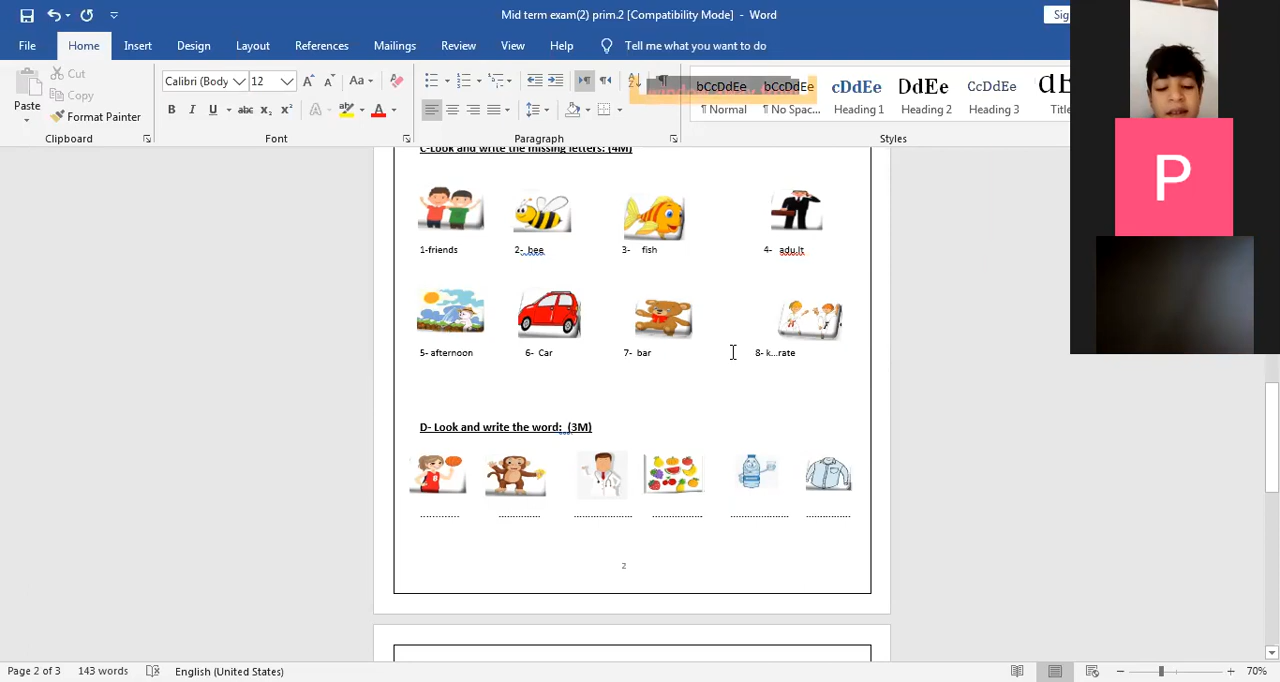 Mid term exam(2) prim.2 [Compatibility Mode] - Word
Sig
File Home Insert Design Layout References Mailings Review View Help Tell me what you want to do
Paste
Cut
Copy
Format Painter
Calibri (Body 12
bCcDdEe bCcDdEe cDdEe DdEe CcDdEe dE
¶ Normal ¶ No Spac... Heading 1 Heading 2 Heading 3 Title
Clipboard Font Paragraph Styles
P
C-Look and write the missing letters: (4M)
1-friends 2- bee 3- fish 4- adu.lt
5- afternoon 6- Car 7- bar 8- k...rate
D- Look and write the word: (3M)
2
Page 2 of 3 143 words English (United States) 70%